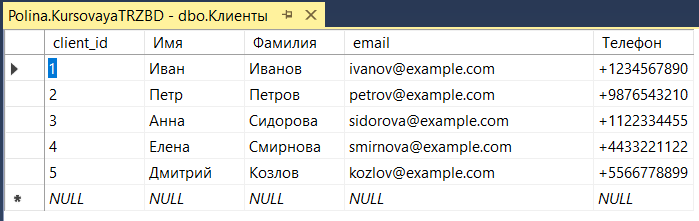 Polina.KursovayaTRZBD - dbo.Клиенты
client_id Имя Фамилия email Телефон
1 Иван Иванов ivanov@example.com +1234567890
2 Петр Петров petrov@example.com +9876543210
3 Анна Сидорова sidorova@example.com +1122334455
4 Елена Смирнова smirnova@example.com +4433221122
5 Дмитрий Козлов kozlov@example.com +5566778899
NULL NULL NULL NULL NULL